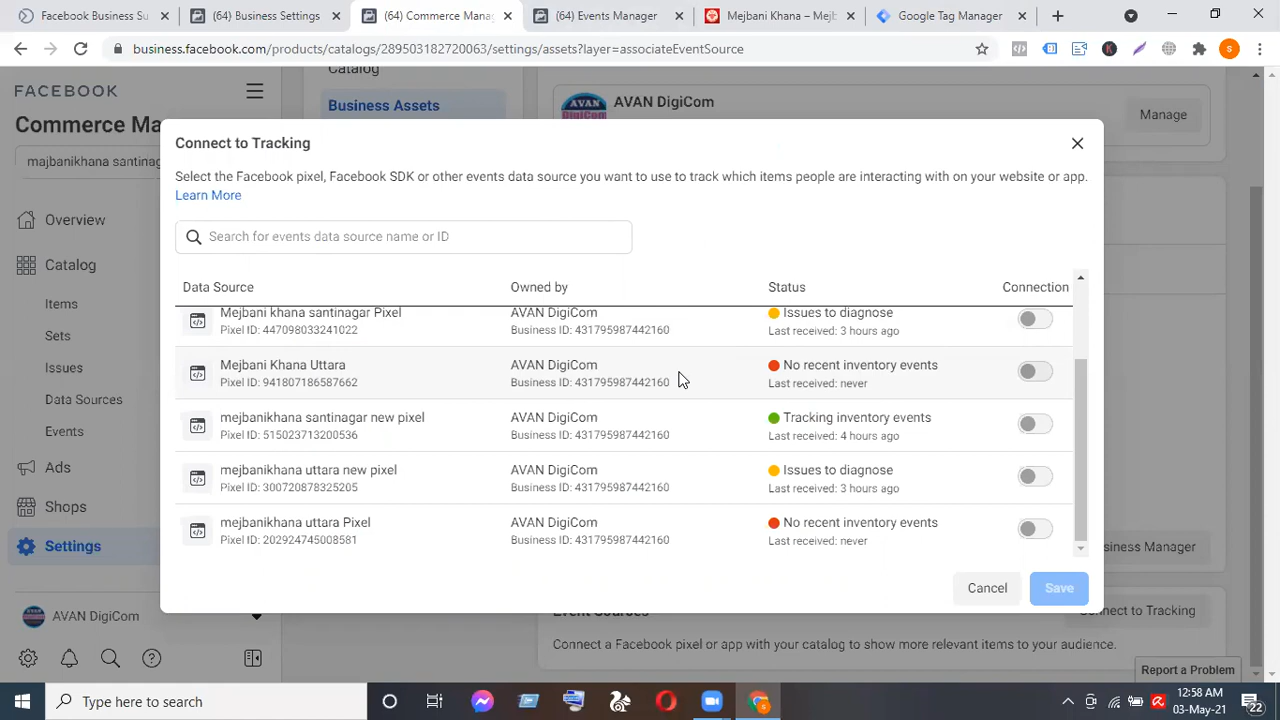 Facebook Business Su
(64) Business Settings
(64) Commerce Mana
(64) Events Manager
Mejbani Khana – Mejb
Google Tag Manager
business.facebook.com/products/catalogs/289503182720063/settings/assets?layer=associateEventSource
FACEBOOK
Commerce Ma
majbanikhana santinag
Overview
Catalog
Items
Sets
Issues
Data Sources
Events
Ads
Shops
Settings
AVAN DigiCom
Catalog
Business Assets
AVAN DigiCom
Manage
Connect to Tracking
Select the Facebook pixel, Facebook SDK or other events data source you want to use to track which items people are interacting with on your website or app.
Learn More
Search for events data source name or ID
Data Source Owned by Status Connection
Mejbani khana santinagar Pixel AVAN DigiCom Issues to diagnose
Pixel ID: 447098033241022 Business ID: 431795987442160 Last received: 3 hours ago
Mejbani Khana Uttara AVAN DigiCom No recent inventory events
Pixel ID: 941807186587662 Business ID: 431795987442160 Last received: never
mejbanikhana santinagar new pixel AVAN DigiCom Tracking inventory events
Pixel ID: 515023713200536 Business ID: 431795987442160 Last received: 4 hours ago
mejbanikhana uttara new pixel AVAN DigiCom Issues to diagnose
Pixel ID: 300720878325205 Business ID: 431795987442160 Last received: 3 hours ago
mejbanikhana uttara Pixel AVAN DigiCom No recent inventory events
Pixel ID: 202924745008581 Business ID: 431795987442160 Last received: never
Cancel Save
siness Manager
Event Sources
onnect to Tracking
Connect a Facebook pixel or app with your catalog to show more relevant items to your audience.
Report a Problem
Type here to search
12:58 AM
03-May-21
22